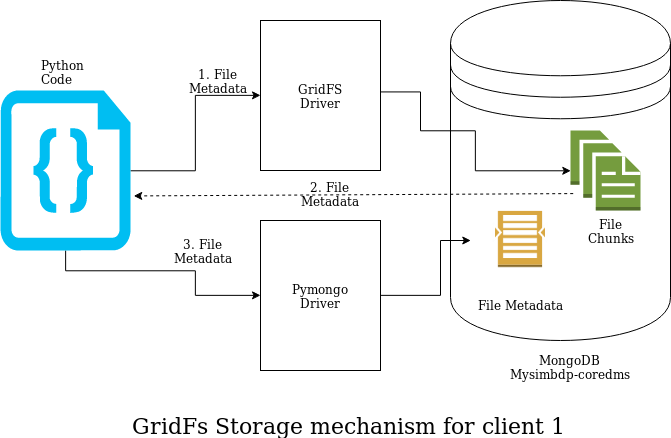 Python
Code
1. File
Metadata
GridFS
Driver
2. File
Metadata
File
Chunks
3. File
Metadata
Pymongo
Driver
File Metadata
MongoDB
Mysimbdp-coredms
GridFs Storage mechanism for client 1